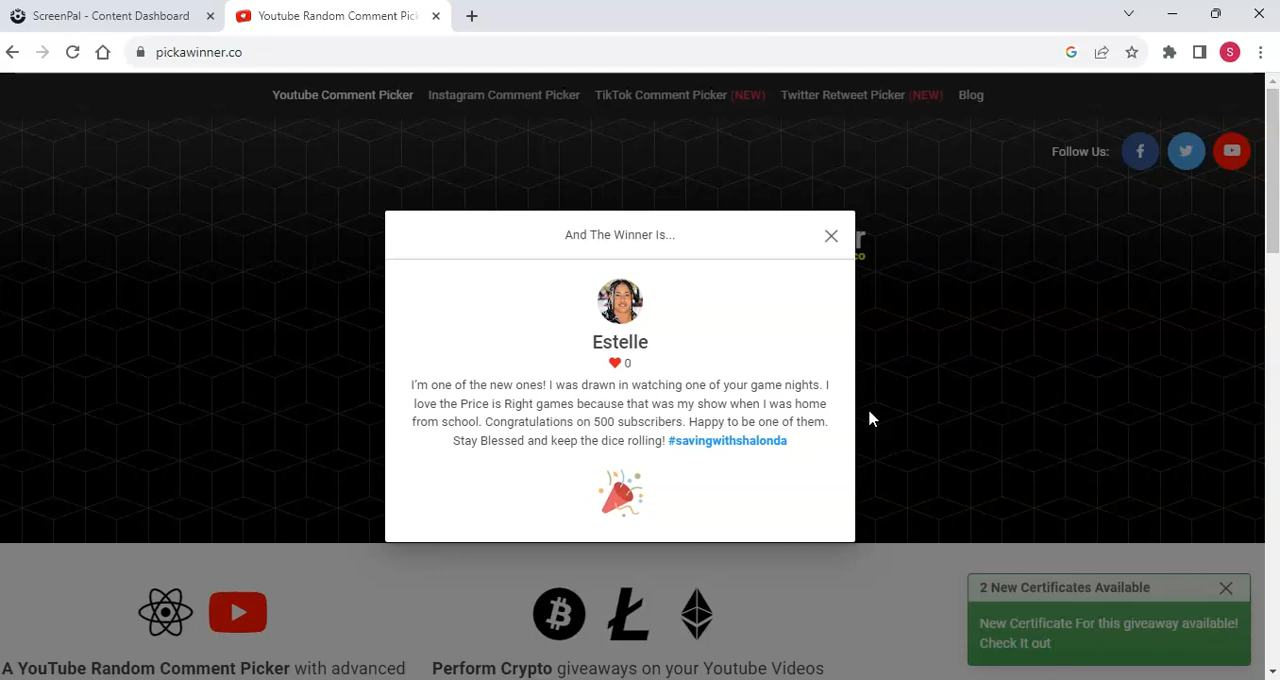 ScreenPal - Content Dashboard
Youtube Random Comment Pic
pickawinner.co
S
Youtube Comment Picker Instagram Comment Picker TikTok Comment Picker (NEW) Twitter Retweet Picker (NEW) Blog
Follow Us:
And The Winner Is...
r
co
Estelle
0
I'm one of the new ones! I was drawn in watching one of your game nights. I
love the Price is Right games because that was my show when I was home
from school. Congratulations on 500 subscribers. Happy to be one of them.
Stay Blessed and keep the dice rolling! #savingwithshalonda
2 New Certificates Available
New Certificate For this giveaway available!
Check It out
A YouTube Random Comment Picker with advanced
Perform Crypto giveaways on your Youtube Videos